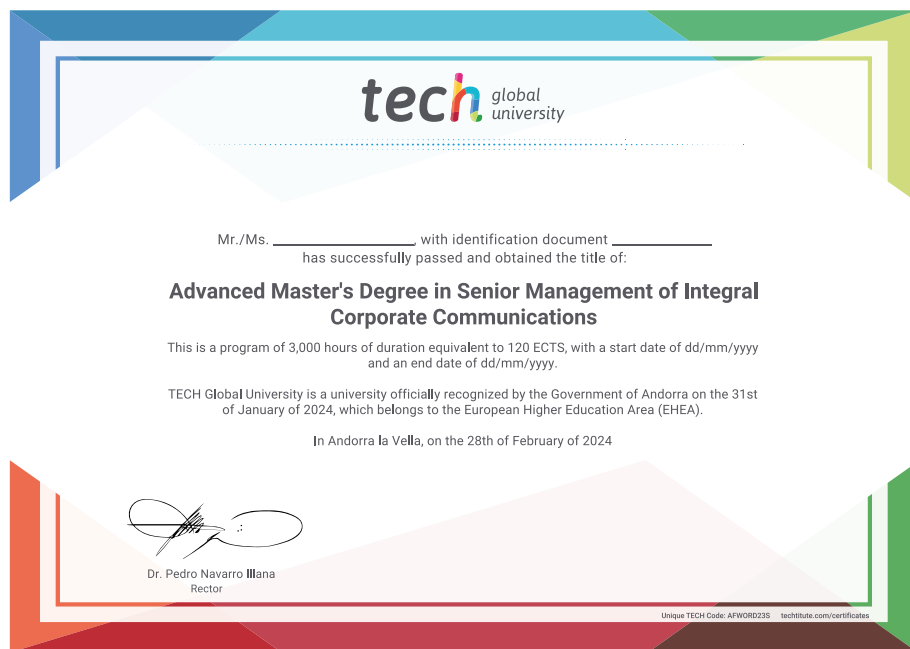 tech global
university
Mr./Ms. ____________________, with identification document ______________
has successfully passed and obtained the title of:
Advanced Master's Degree in Senior Management of Integral
Corporate Communications
This is a program of 3,000 hours of duration equivalent to 120 ECTS, with a start date of dd/mm/yyyy
and an end date of dd/mm/yyyy.
TECH Global University is a university officially recognized by the Government of Andorra on the 31st
of January of 2024, which belongs to the European Higher Education Area (EHEA).
In Andorra la Vella, on the 28th of February of 2024
Dr. Pedro Navarro Illana
Rector
Unique TECH Code: AFWORD23S techtitute.com/certificates